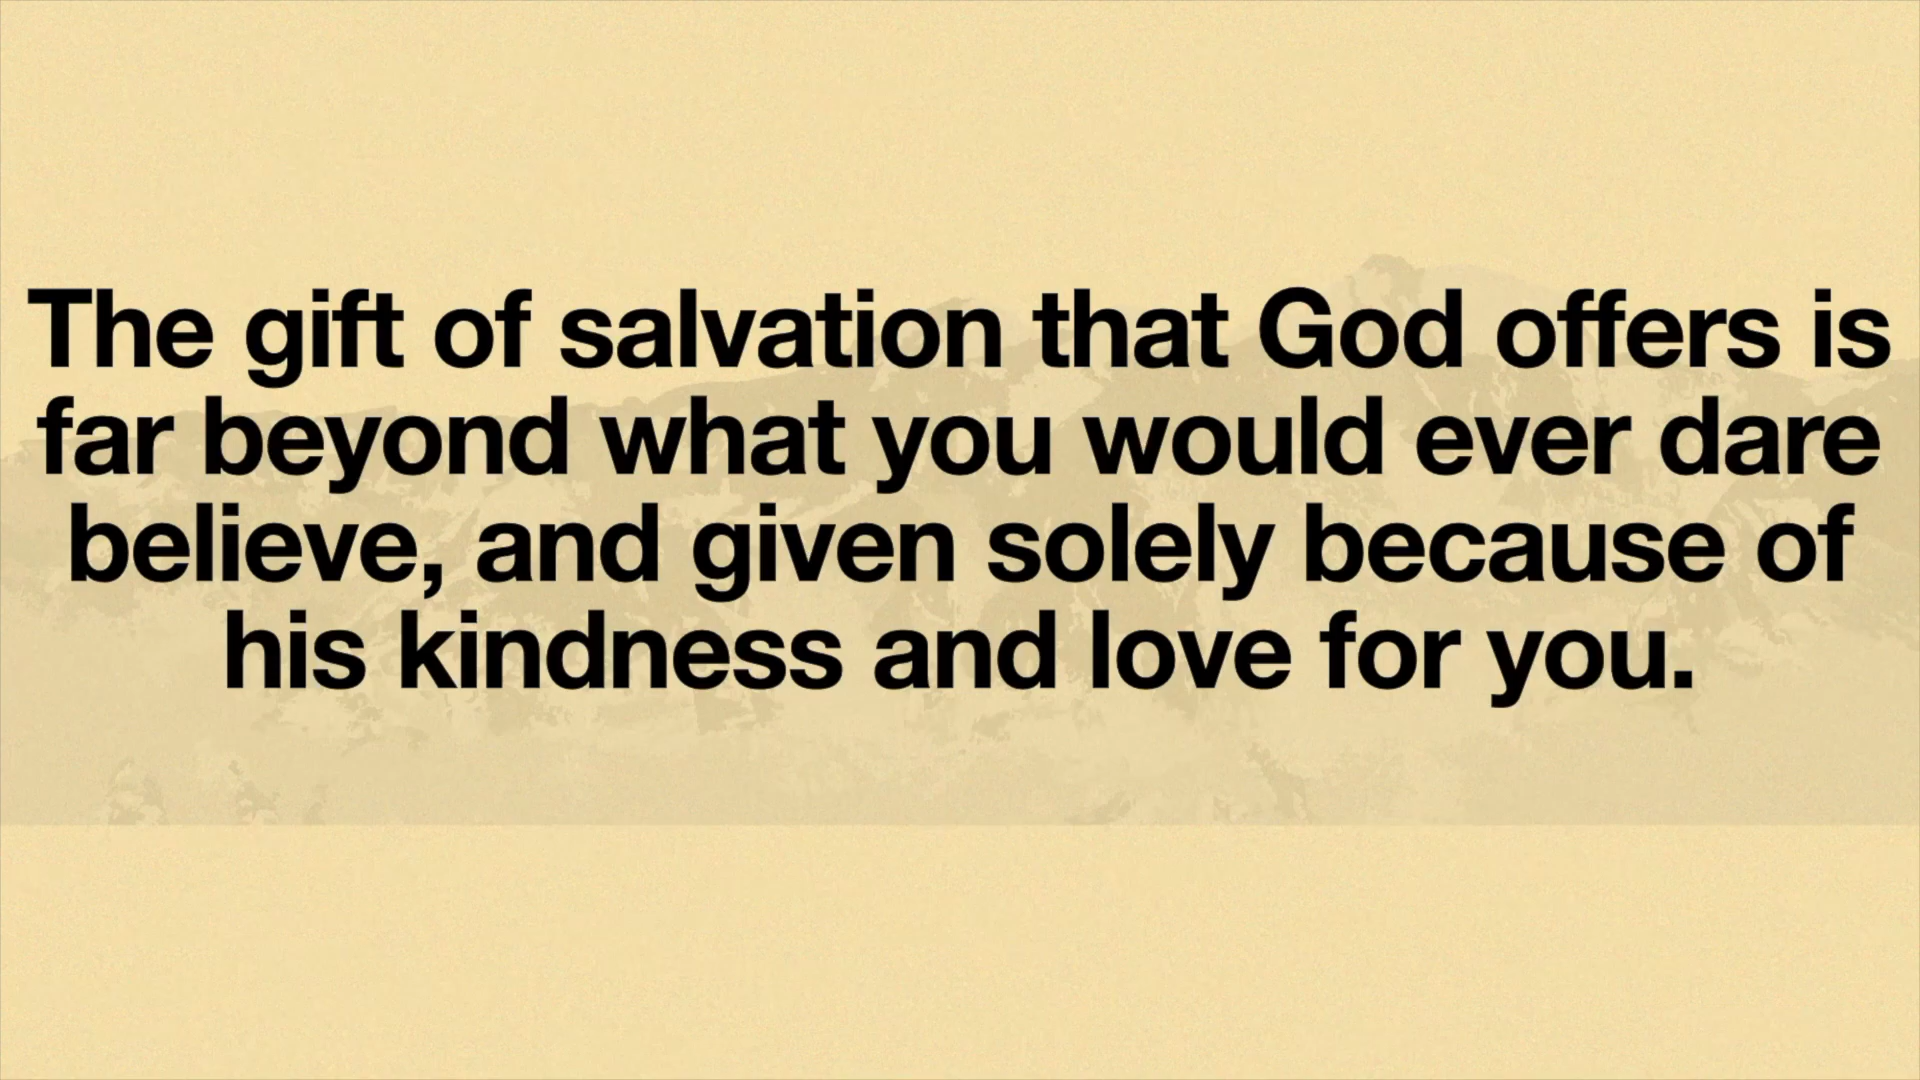 The gift of salvation that God offers is
far beyond what you would ever dare
believe, and given solely because of
his kindness and love for you.